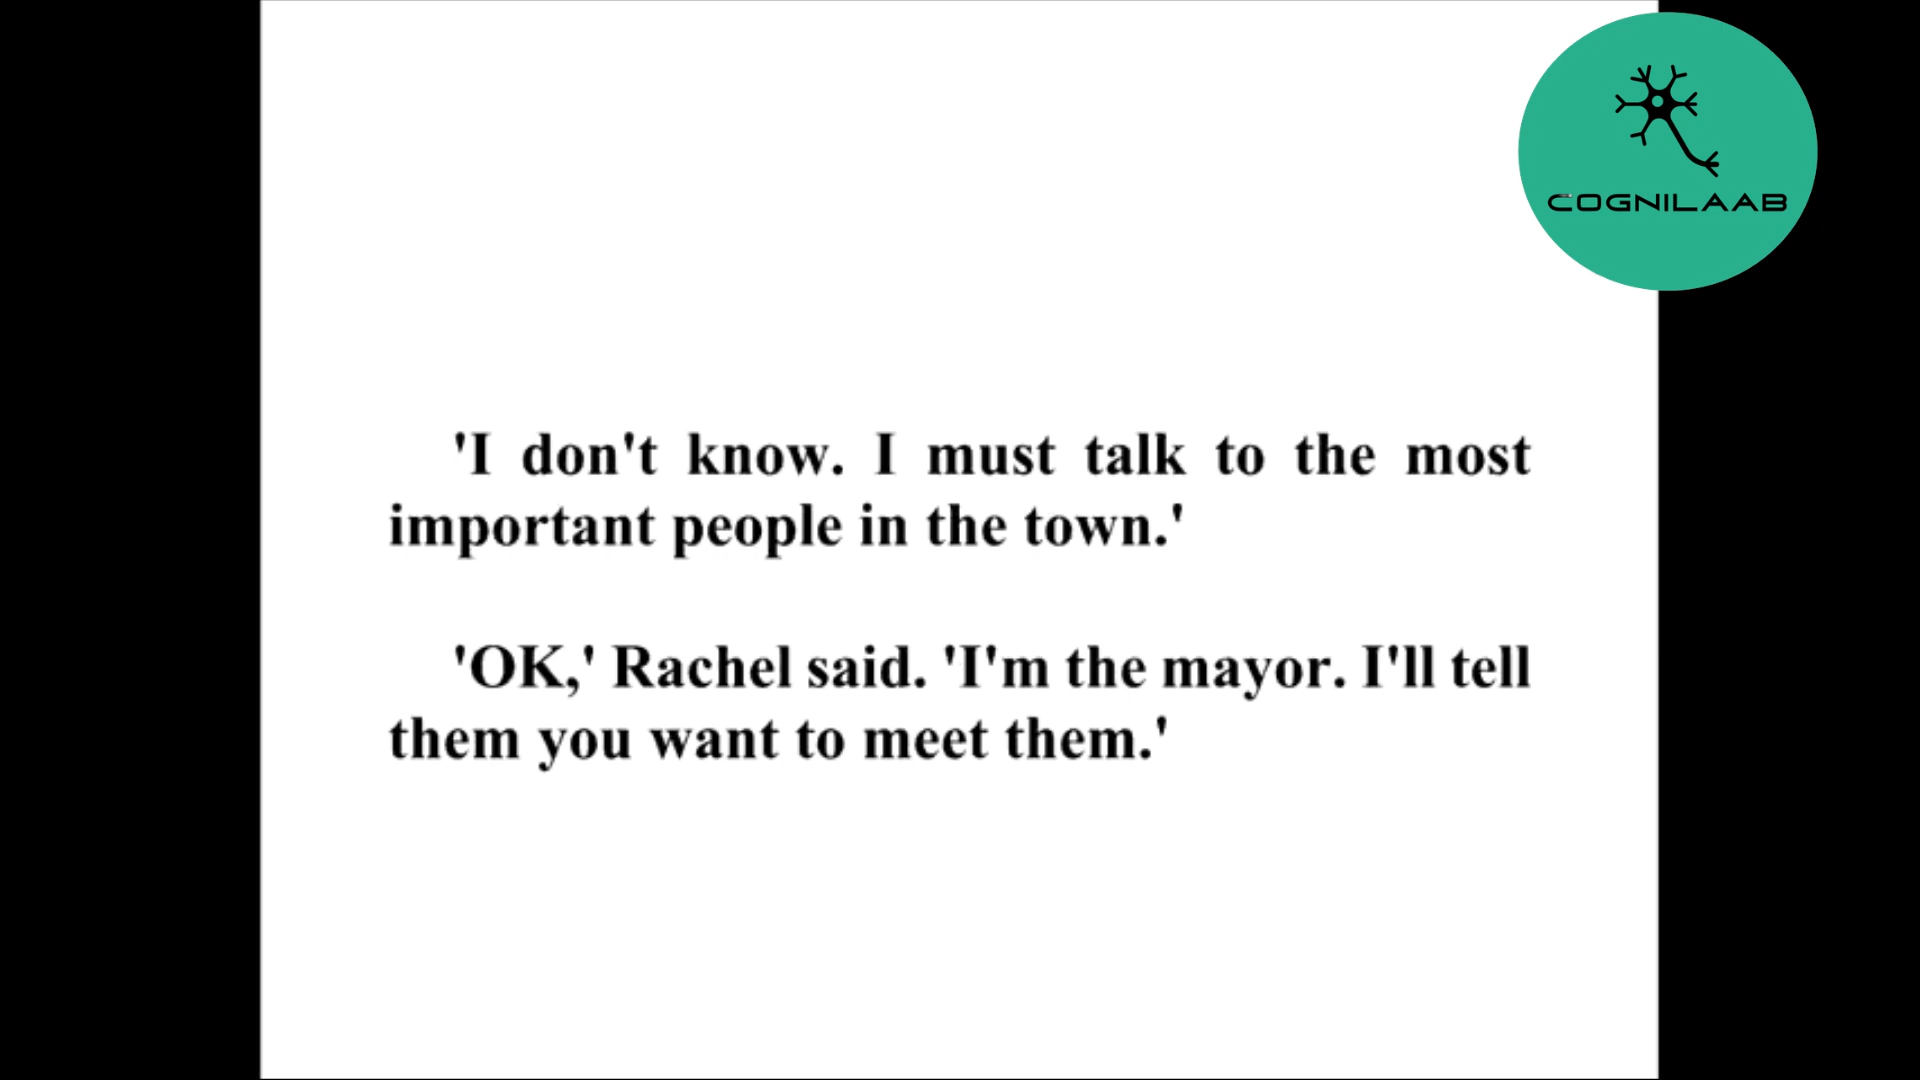 COGNILAAB
'I don't know. I must talk to the most
important people in the town.'
'OK,' Rachel said. 'I'm the mayor. I'll tell
them you want to meet them.'